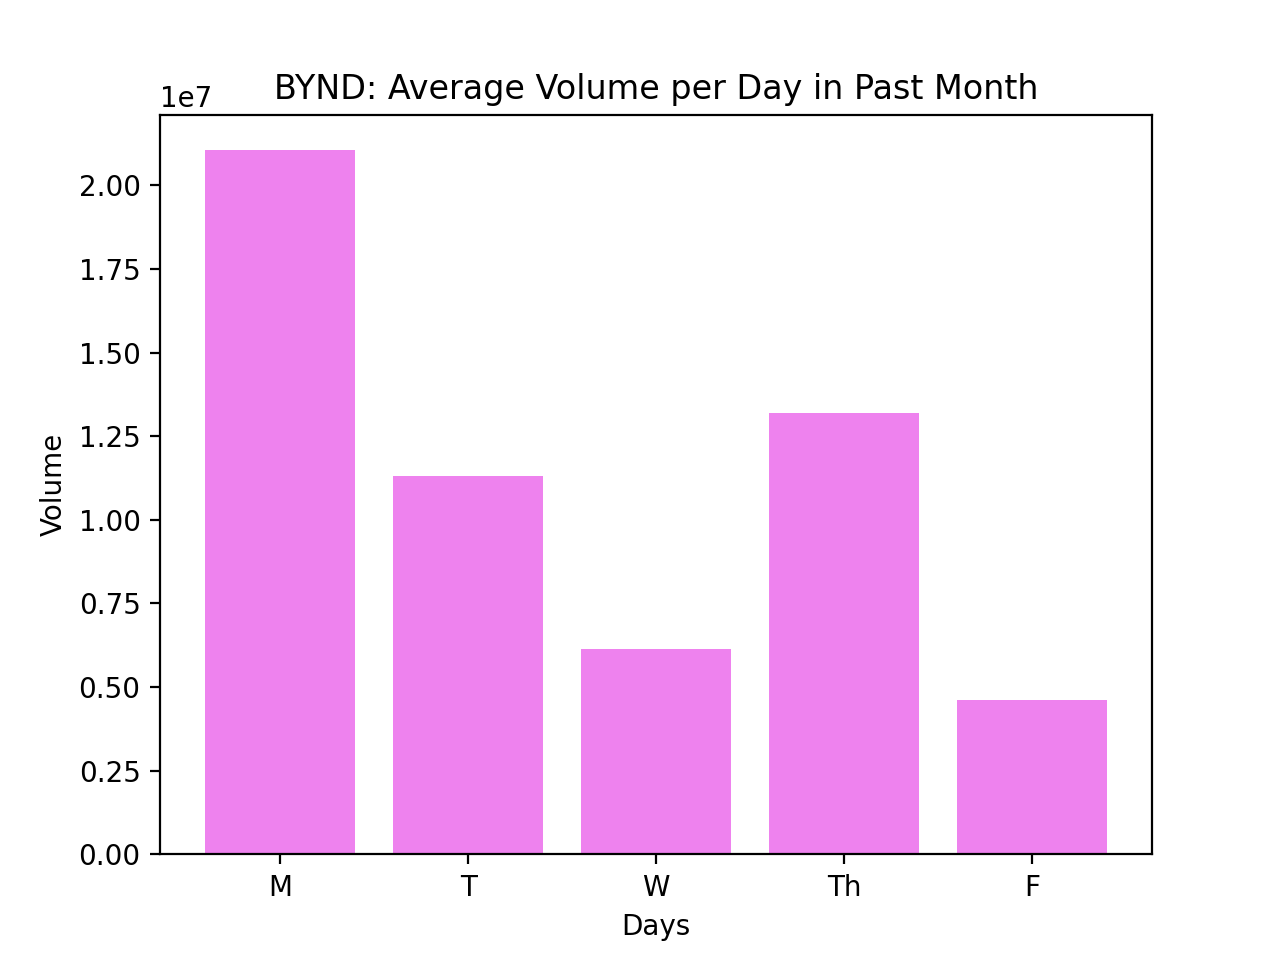 BYND: Average Volume per Day in Past Month
1e7
2.00
1.75
1.50
1.25
1.00
0.75
0.50
0.25
0.00
Volume
M T W Th F
Days